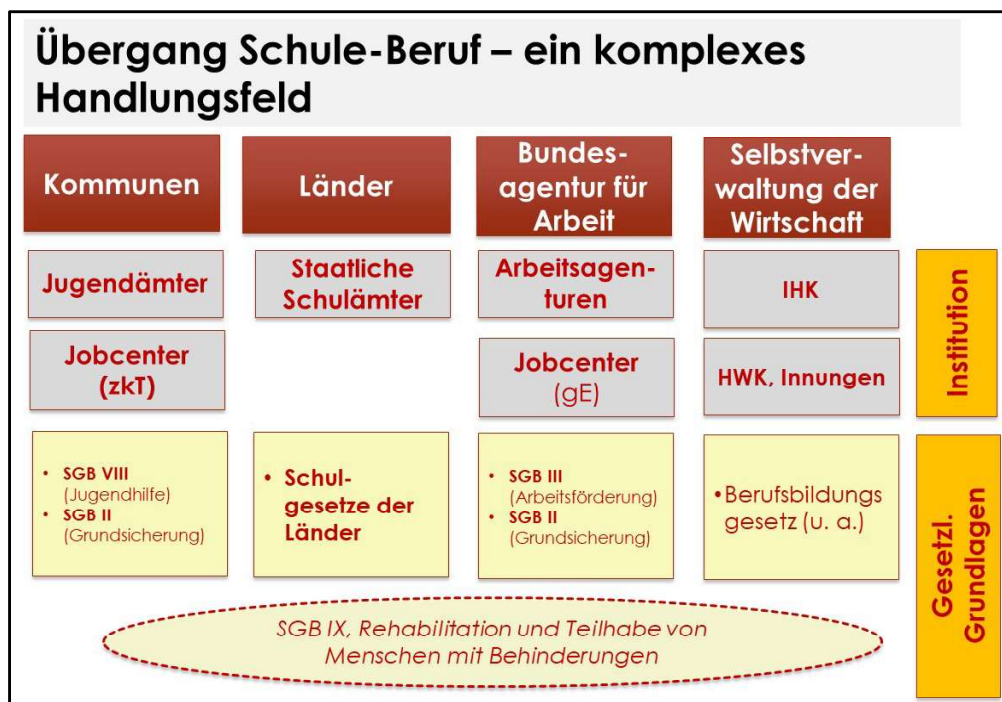 Übergang Schule-Beruf – ein komplexes
Handlungsfeld
Kommunen
Länder
Bundes-
agentur für
Arbeit
Selbstver-
waltung der
Wirtschaft
Jugendämter
Staatliche
Schulämter
Arbeitsagen-
turen
IHK
Jobcenter
(zkT)
Jobcenter
(gE)
HWK, Innungen
Institution
• SGB VIII
(Jugendhilfe)
• SGB II
(Grundsicherung)
• Schul-
gesetze der
Länder
• SGB III
(Arbeitsförderung)
• SGB II
(Grundsicherung)
•Berufsbildungs
gesetz (u. a.)
Gesetzl.
Grundlagen
SGB IX, Rehabilitation und Teilhabe von
Menschen mit Behinderungen